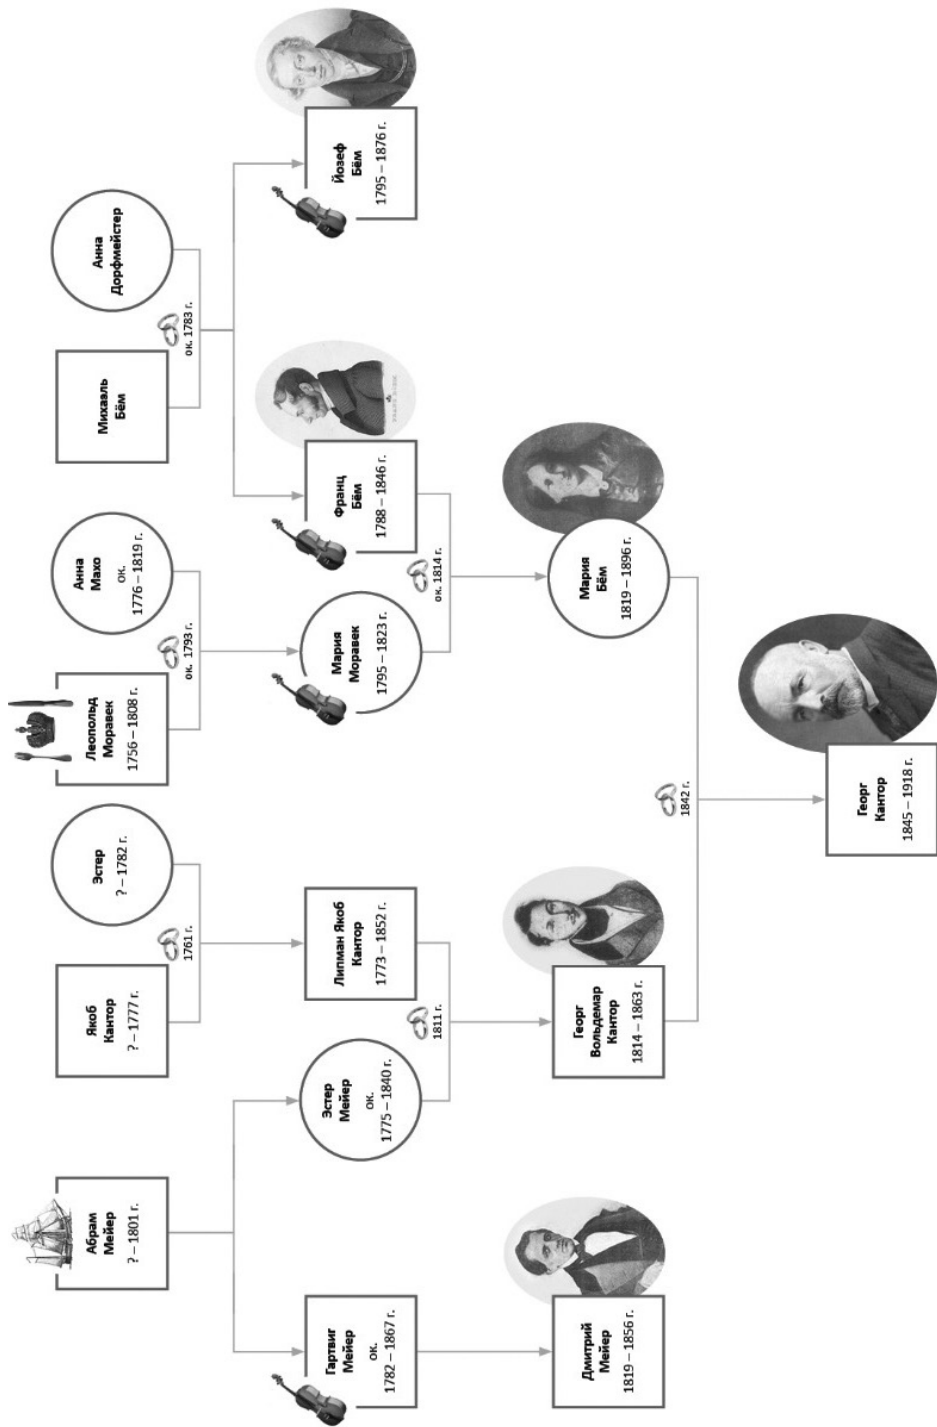 Абрам
Мейер
? – 1801 г.
Якоб
Кантор
? – 1777 г.
Эстер
? – 1782 г.
1761 г.
Леопольд
Моравек
1756 – 1808 г.
Анна
Махо
ок.
1776 – 1819 г.
ок. 1793 г.
Михаэль
Бём
Анна
Дорфмейстер
ок. 1783 г.
Гартвиг
Мейер
ок.
1782 – 1867 г.
Эстер
Мейер
ок.
1775 – 1840 г.
Липман Якоб
Кантор
1773 – 1852 г.
1811 г.
Мария
Моравек
1795 – 1823 г.
Франц
Бём
1788 – 1846 г.
ок. 1814 г.
Йозеф
Бём
1795 – 1876 г.
Дмитрий
Мейер
1819 – 1856 г.
Георг
Вольдемар
Кантор
1814 – 1863 г.
Мария
Бём
1819 – 1896 г.
1842 г.
Георг
Кантор
1845 – 1918 г.